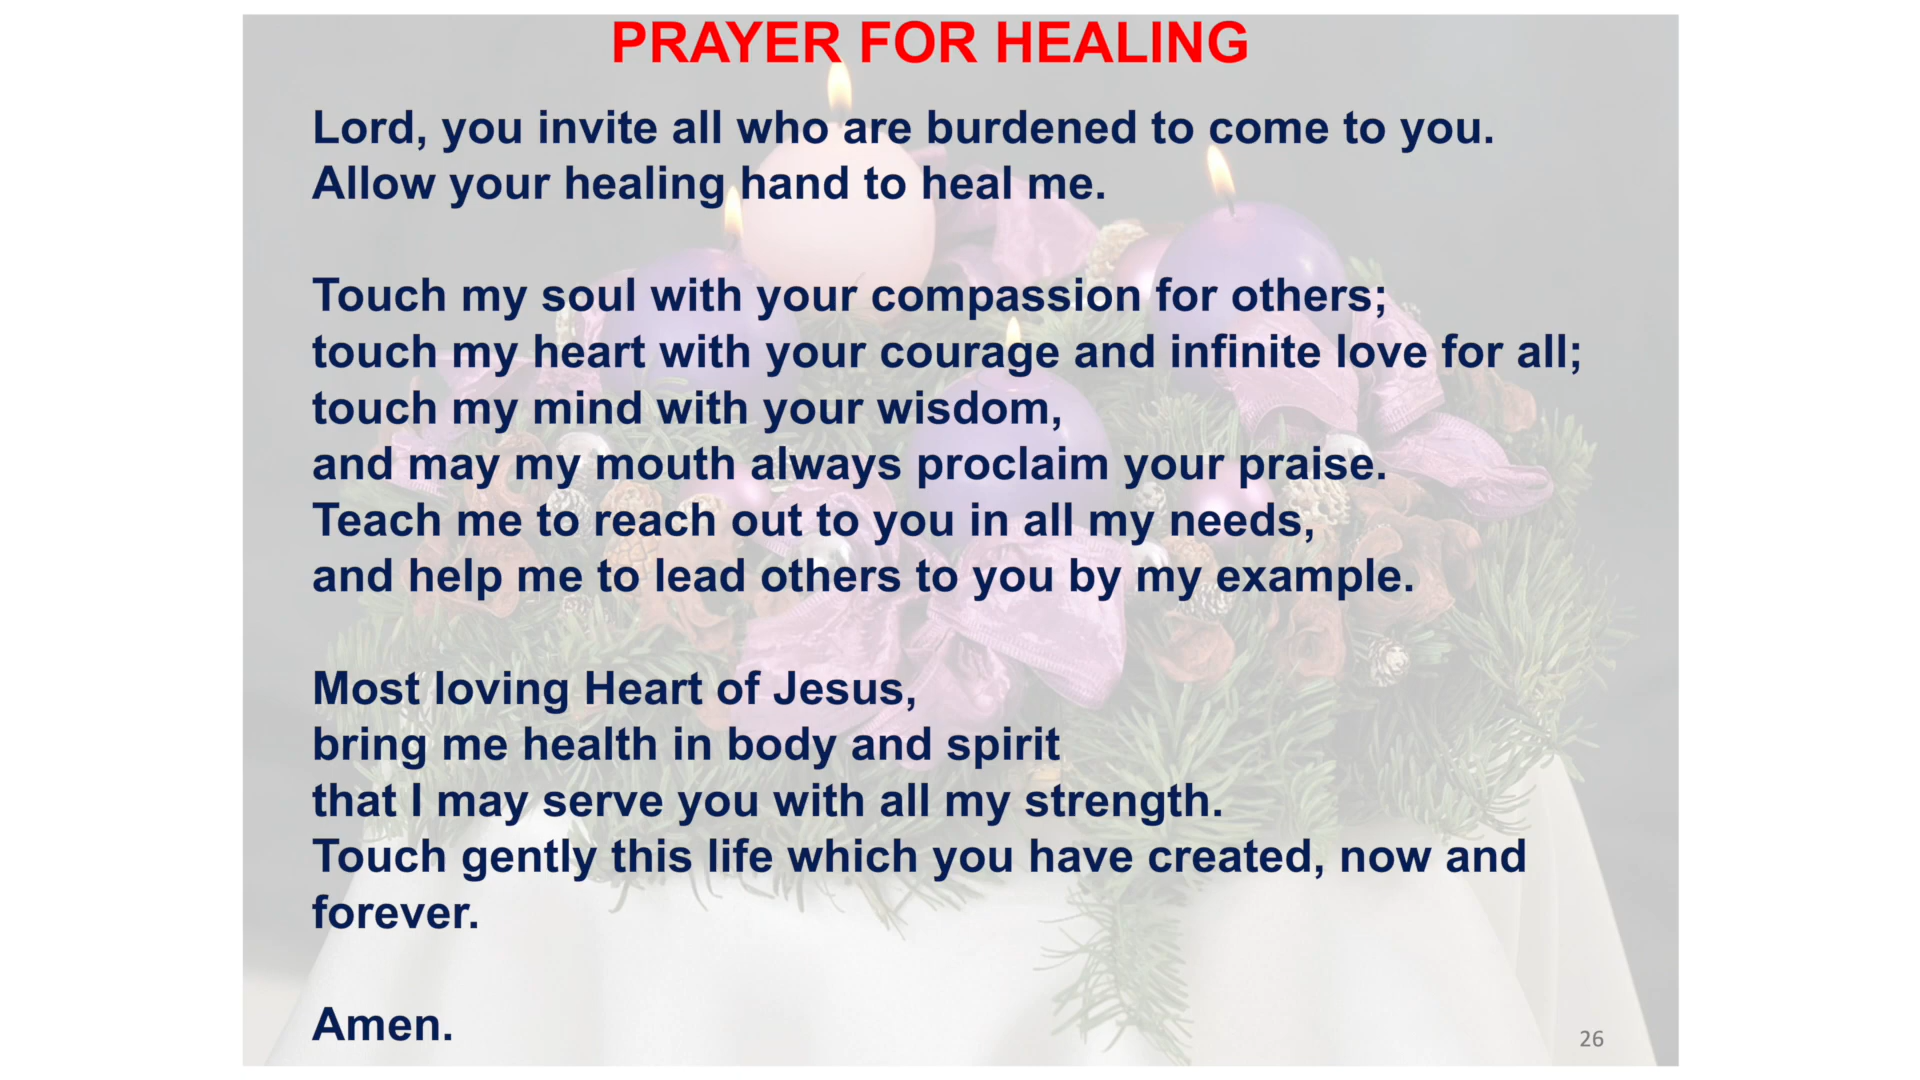 PRAYER FOR HEALING
Lord, you invite all who are burdened to come to you.
Allow your healing hand to heal me.
Touch my soul with your compassion for others;
touch my heart with your courage and infinite love for all;
touch my mind with your wisdom,
and may my mouth always proclaim your praise.
Teach me to reach out to you in all my needs,
and help me to lead others to you by my example.
Most loving Heart of Jesus,
bring me health in body and spirit
that I may serve you with all my strength.
Touch gently this life which you have created, now and
forever.
Amen.
26